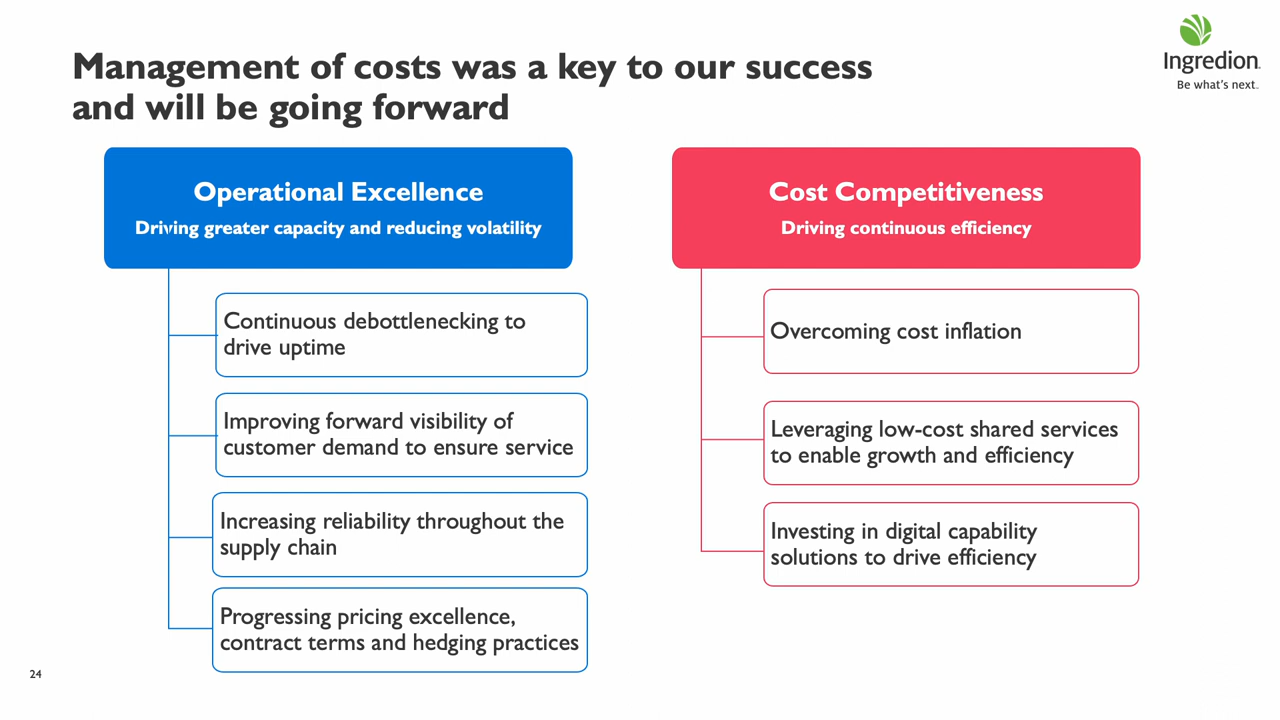 Management of costs was a key to our success
and will be going forward
Ingredion.
Be what's next.
Operational Excellence
Driving greater capacity and reducing volatility
Continuous debottlenecking to
drive uptime
Improving forward visibility of
customer demand to ensure service
Increasing reliability throughout the
supply chain
Progressing pricing excellence,
contract terms and hedging practices
Cost Competitiveness
Driving continuous efficiency
Overcoming cost inflation
Leveraging low-cost shared services
to enable growth and efficiency
Investing in digital capability
solutions to drive efficiency
24